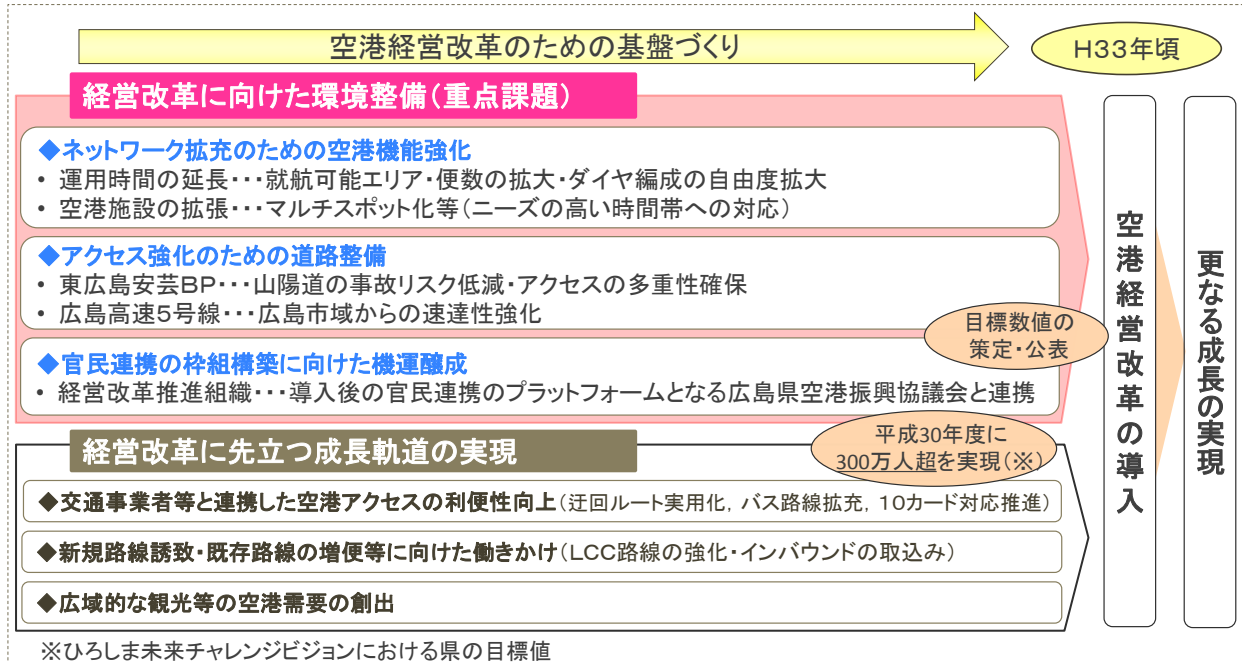 空港経営改革のための基盤づくり
H33年頃
経営改革に向けた環境整備(重点課題)
◆ネットワーク拡充のための空港機能強化
• 運用時間の延長・・・就航可能エリア・便数の拡大・ダイヤ編成の自由度拡大
• 空港施設の拡張・・・マルチスポット化等(ニーズの高い時間帯への対応)
◆アクセス強化のための道路整備
• 東広島安芸BP・・・山陽道の事故リスク低減・アクセスの多重性確保
• 広島高速5号線・・・広島市域からの速達性強化
目標数値の
策定・公表
◆官民連携の枠組構築に向けた機運醸成
• 経営改革推進組織・・・導入後の官民連携のプラットフォームとなる広島県空港振興協議会と連携
経営改革に先立つ成長軌道の実現
平成30年度に
300万人超を実現(※)
◆交通事業者等と連携した空港アクセスの利便性向上(迂回ルート実用化, バス路線拡充, 10カード対応推進)
◆新規路線誘致・既存路線の増便等に向けた働きかけ(LCC路線の強化・インバウンドの取込み)
◆広域的な観光等の空港需要の創出
空港経営改革の導入
更なる成長の実現
※ひろしま未来チャレンジビジョンにおける県の目標値